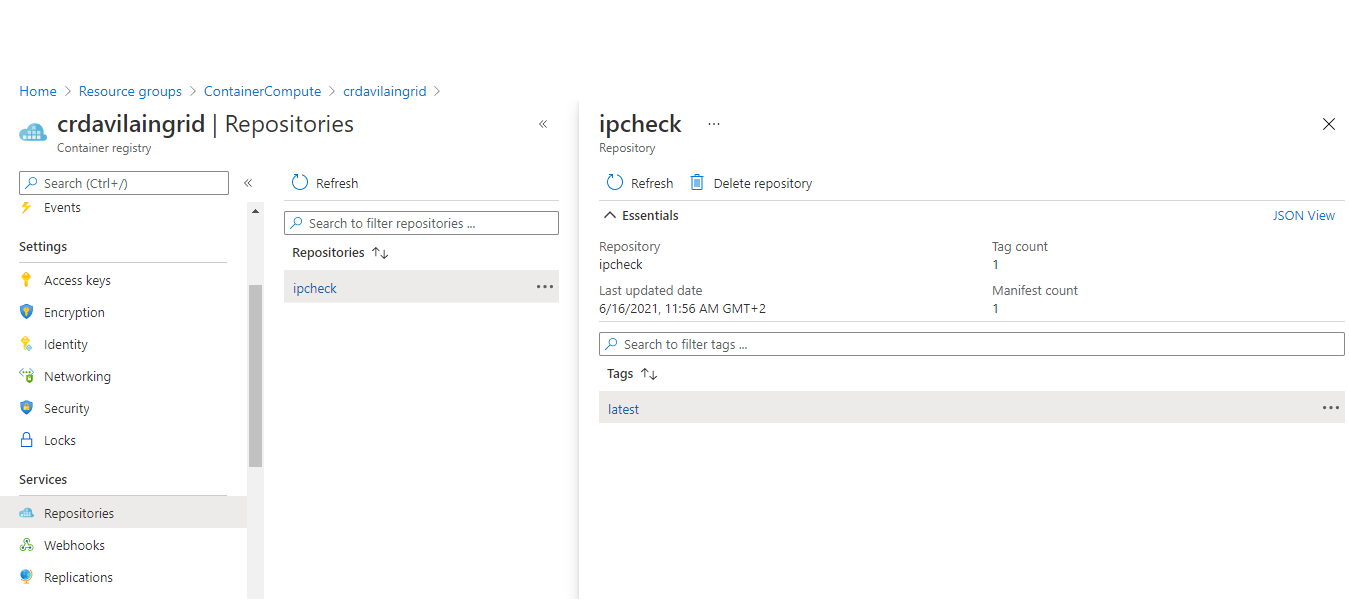 Home > Resource groups > ContainerCompute > crdavilaingrid >
crdavilaingrid | Repositories
Container registry
Search (Ctrl+/)
Events
Settings
Access keys
Encryption
Identity
Networking
Security
Locks
Services
Repositories
Webhooks
Replications
Refresh
Search to filter repositories ...
Repositories
ipcheck
ipcheck
Repository
Refresh Delete repository
Essentials JSON View
Repository Tag count
ipcheck 1
Last updated date Manifest count
6/16/2021, 11:56 AM GMT+2 1
Search to filter tags ...
Tags
latest